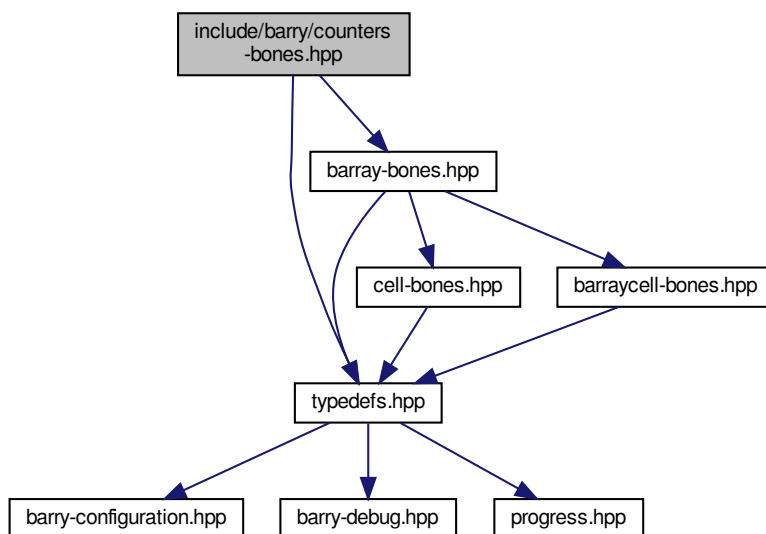 include/barry/counters
-bones.hpp
barray-bones.hpp
cell-bones.hpp
barraycell-bones.hpp
typedefs.hpp
barry-configuration.hpp
barry-debug.hpp
progress.hpp